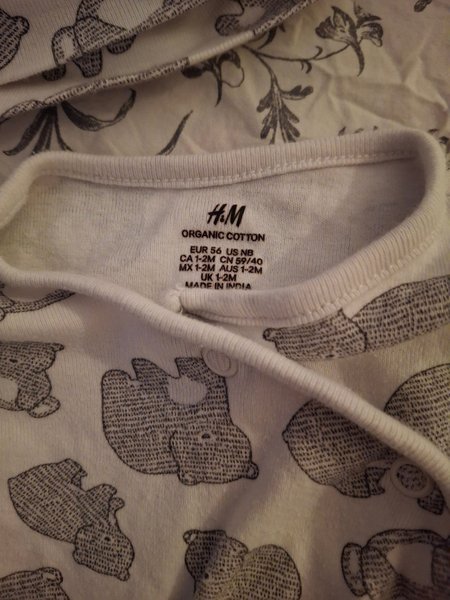 H&M
ORGANIC COTTON
EUR 56 US NB
CA 1-2M CN 59/40
MX 1-2M AUS 1-2M
UK 1-2M
MADE IN INDIA